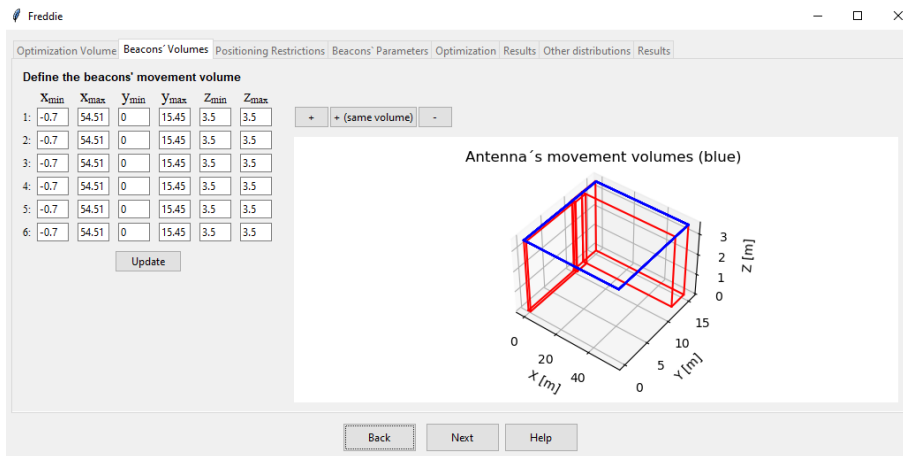 Freddie
Optimization Volume Beacons´ Volumes Positioning Restrictions Beacons´ Parameters Optimization Results Other distributions Results
Define the beacons' movement volume
Xmin Xmax ymin ymax Zmin Zmax
1: -0.7 54.51 0 15.45 3.5 3.5
2: -0.7 54.51 0 15.45 3.5 3.5
3: -0.7 54.51 0 15.45 3.5 3.5
4: -0.7 54.51 0 15.45 3.5 3.5
5: -0.7 54.51 0 15.45 3.5 3.5
6: -0.7 54.51 0 15.45 3.5 3.5
Update
+ + (same volume) -
Antenna´s movement volumes (blue)
0
20
40
X [m]
0
5
10
15
Y [m]
0
1
2
3
Z [m]
Back Next Help